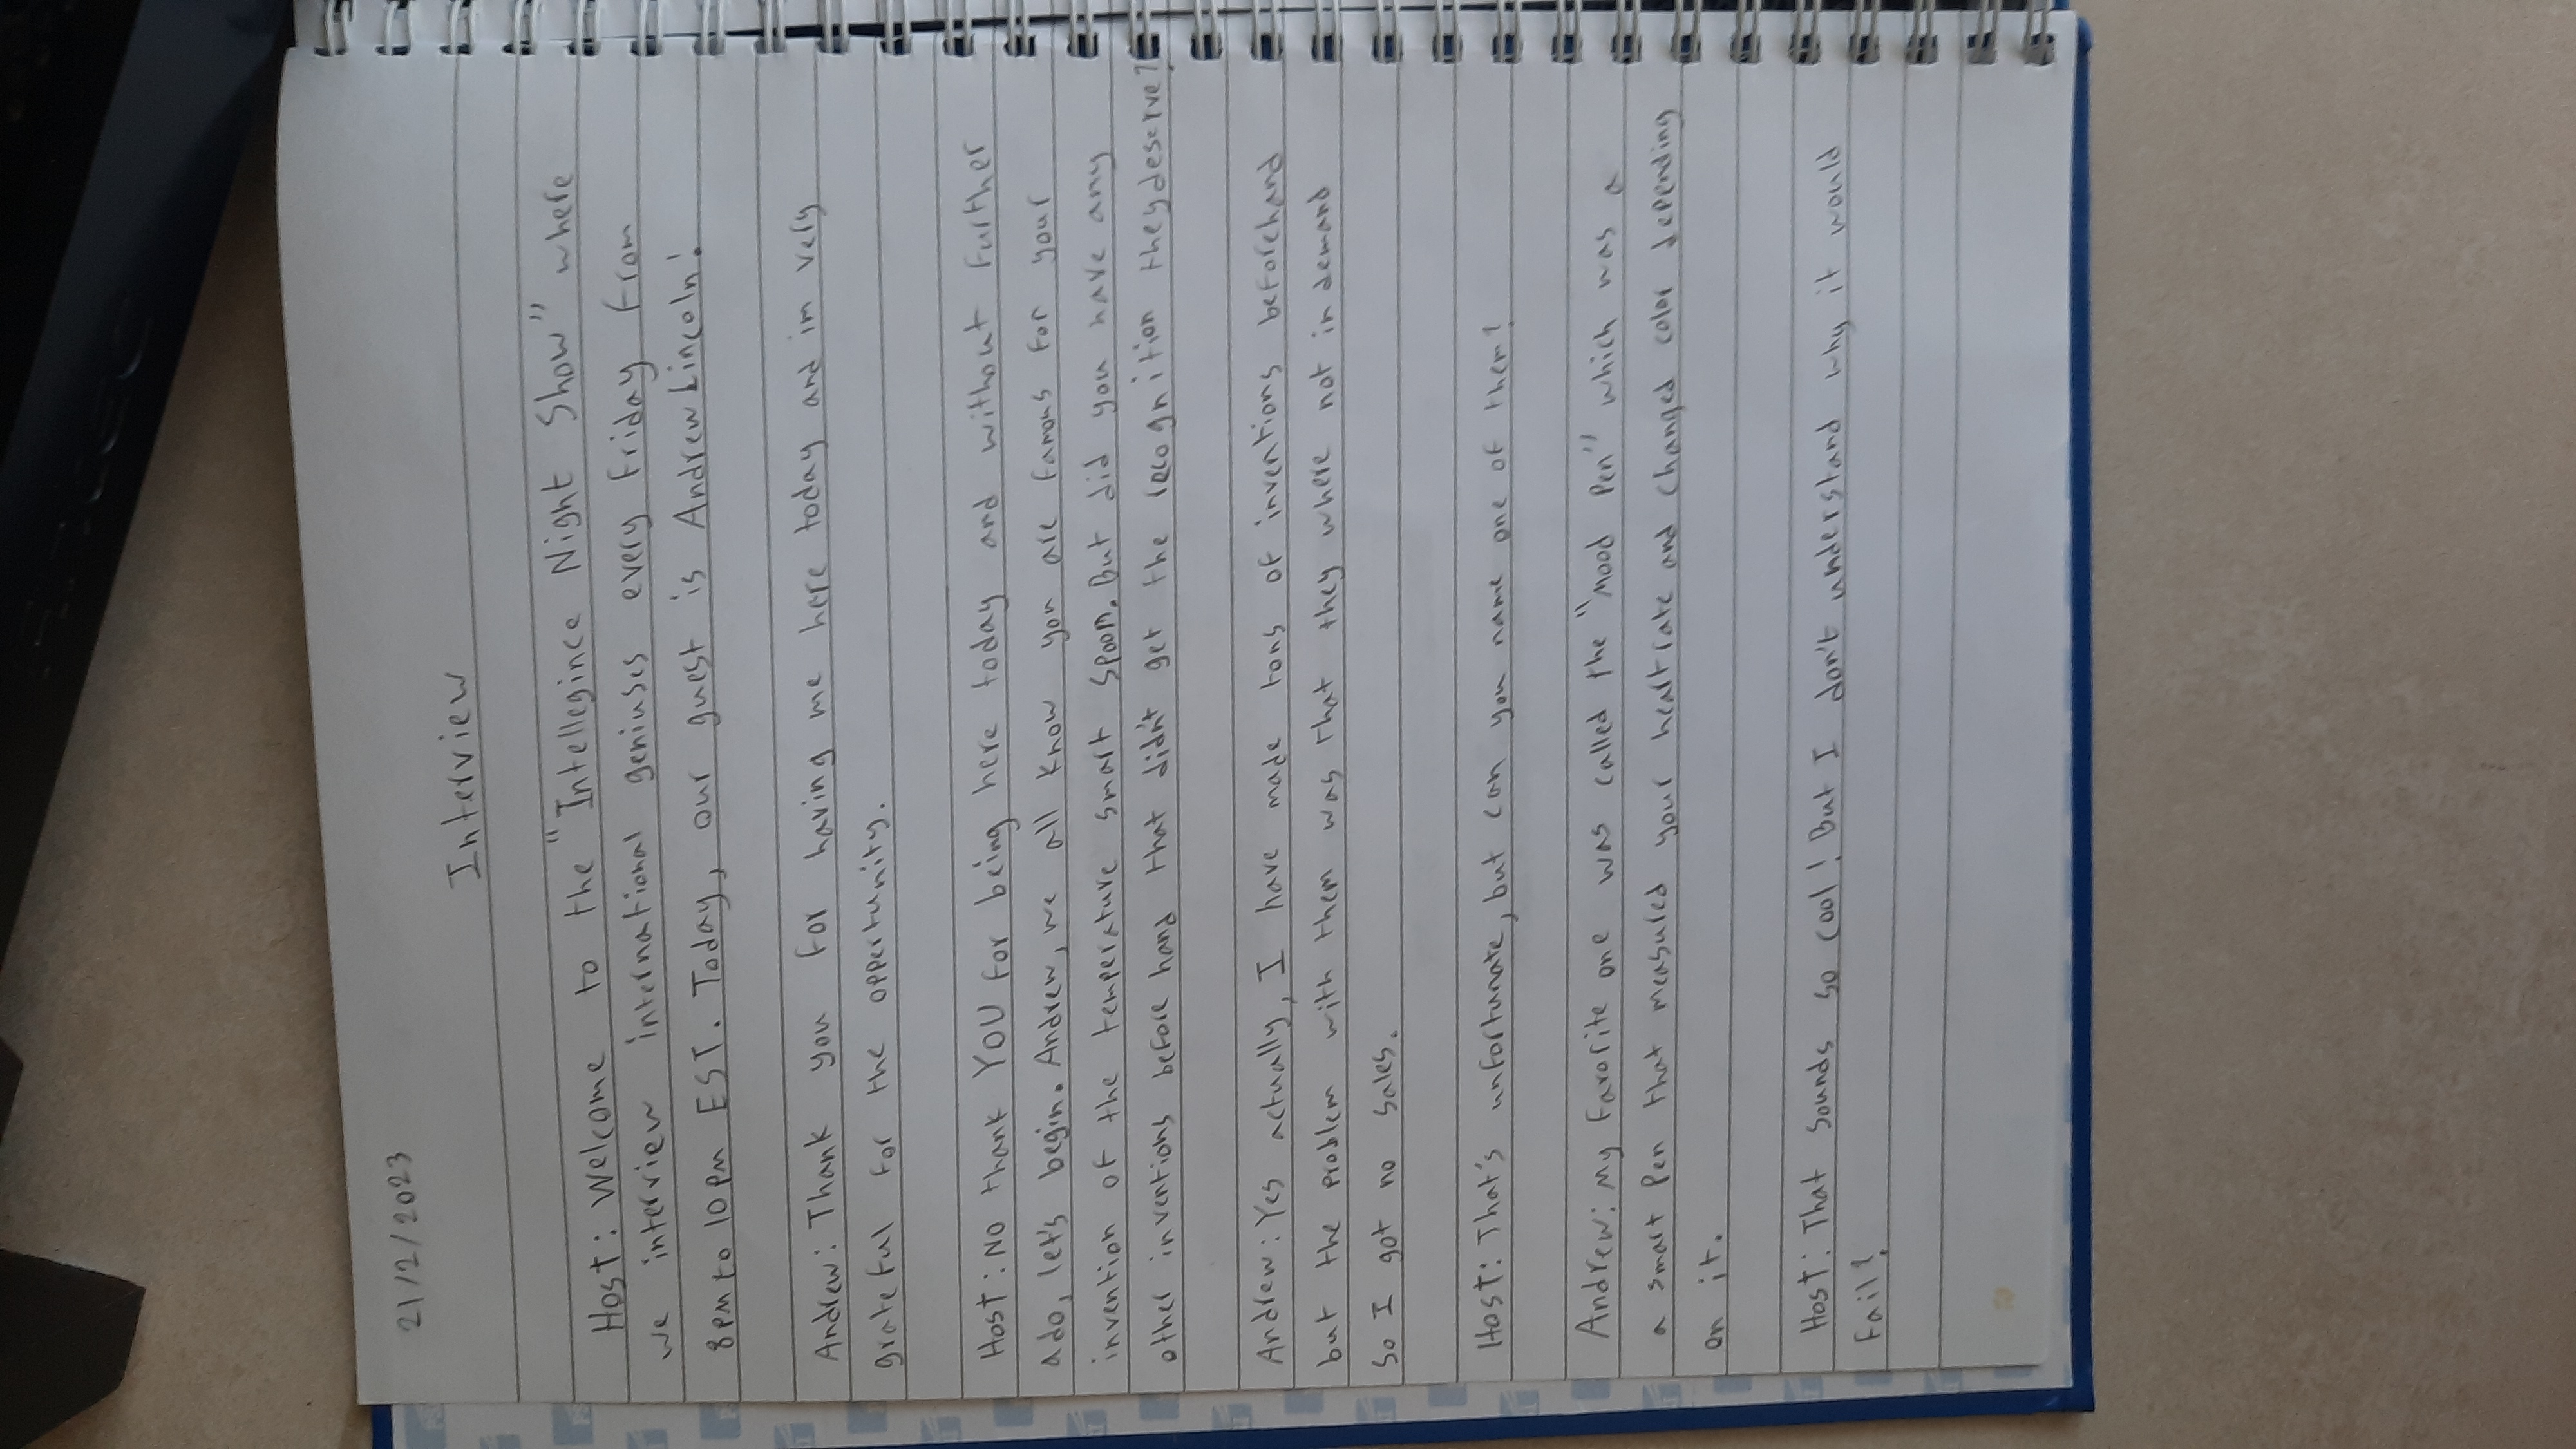 21/2/2023
Interview
Host: Welcome to the "Intellegince Night Show" where
we interview international geniuses every Friday from
8pm to 10pm EST. Today, our guest is Andrew Lincoln!
Andrew: Thank you for having me here today and im very
grateful for the oppertunity.
Host: No thank YOU for being here today and without further
ado, let's begin. Andrew, we all know you are famous for your
invention of the temperature smart spoon. But did you have any
other inventions before hand that didn't get the recognition they deserve?
Andrew: Yes actually, I have made tons of inventions beforehand
but the problem with them was that they where not in demand
so I got no sales.
Host: That's unfortunate, but can you name one of them?
Andrew: My favorite one was called the "Mood Pen" which was a
a smart Pen that measured your heart rate and changed color depending
on it.
Host: That sounds so cool! But I don't understand why it would
fail?